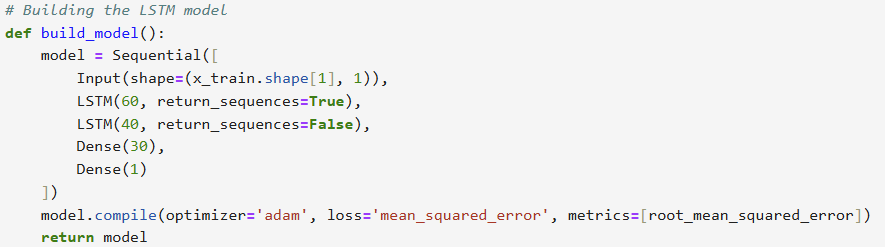 # Building the LSTM model
def build_model():
    model = Sequential([
        Input(shape=(x_train.shape[1], 1)),
        LSTM(60, return_sequences=True),
        LSTM(40, return_sequences=False),
        Dense(30),
        Dense(1)
    ])
    model.compile(optimizer='adam', loss='mean_squared_error', metrics=[root_mean_squared_error])
    return model